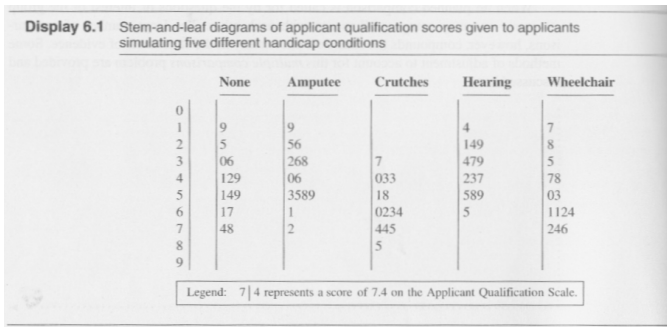 Display 6.1 Stem-and-leaf diagrams of applicant qualification scores given to applicants
simulating five different handicap conditions
None Amputee Crutches Hearing Wheelchair
0
1 9 9 4 7
2 5 56 149 8
3 06 268 7 479 5
4 129 06 033 237 78
5 149 3589 18 589 03
6 17 1 0234 5 1124
7 48 2 445 246
8 5
9
Legend: 7|4 represents a score of 7.4 on the Applicant Qualification Scale.